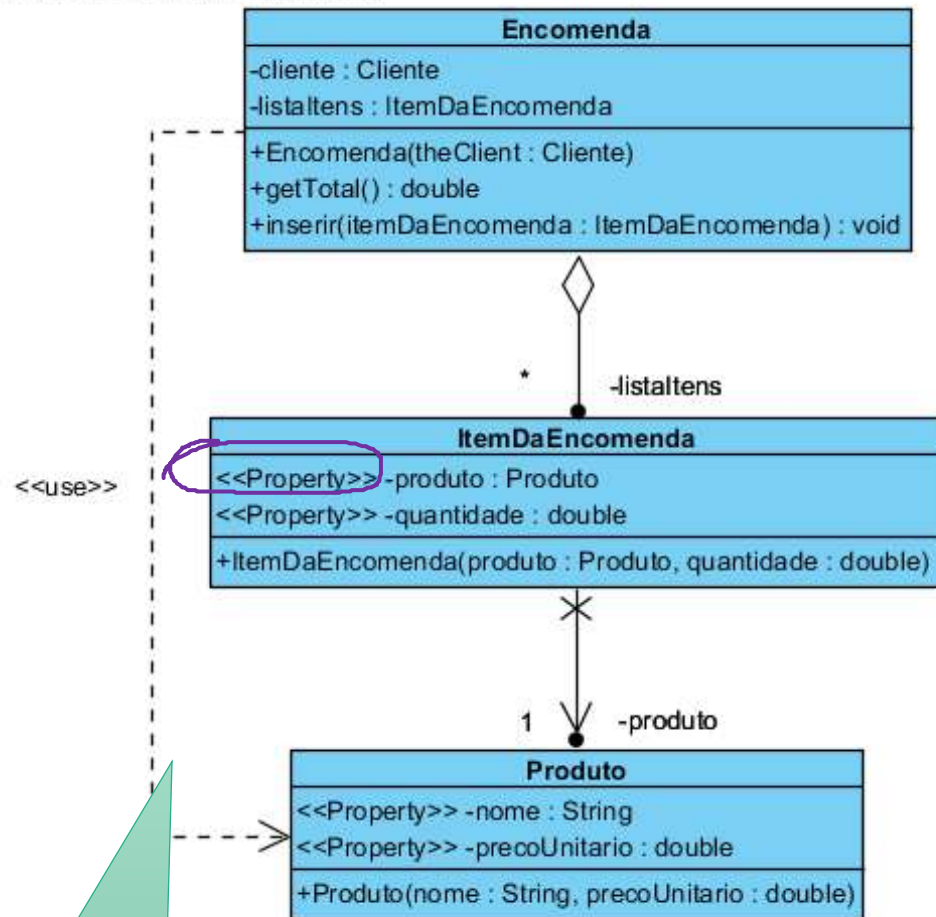 Encomenda
-cliente : Cliente
-listaItens : ItemDaEncomenda
+Encomenda(theClient : Cliente)
+getTotal() : double
+inserir(itemDaEncomenda : ItemDaEncomenda) : void
*
-listaItens
ItemDaEncomenda
<<Property>> -produto : Produto
<<Property>> -quantidade : double
+ItemDaEncomenda(produto : Produto, quantidade : double)
<<use>>
1
-produto
Produto
<<Property>> -nome : String
<<Property>> -precoUnitario : double
+Produto(nome : String, precoUnitario : double)